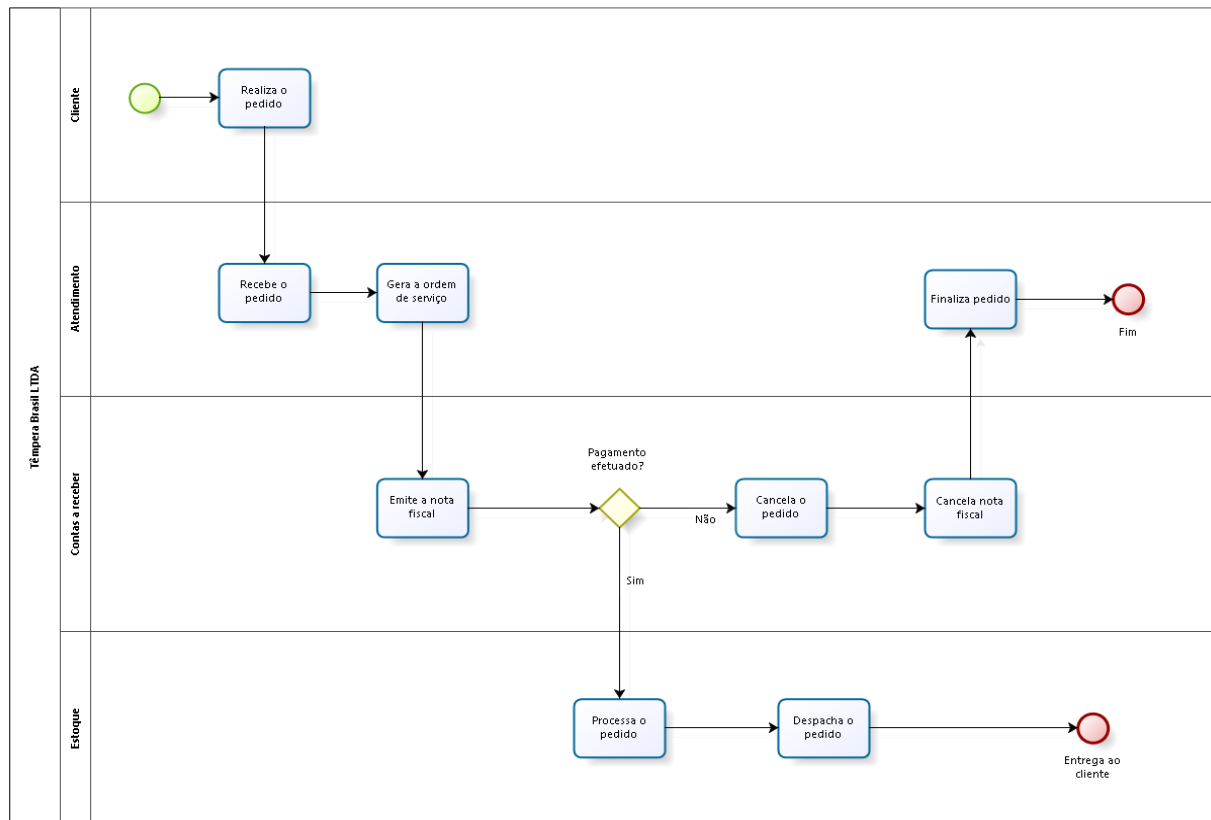 Têmpera Brasil LTDA
Cliente
Realiza o
pedido
Atendimento
Recebe o
pedido
Gera a ordem
de serviço
Finaliza pedido
Fim
Contas a receber
Emite a nota
fiscal
Pagamento
efetuado?
Não
Sim
Cancela o
pedido
Cancela nota
fiscal
Estoque
Processa o
pedido
Despacha o
pedido
Entrega ao
cliente